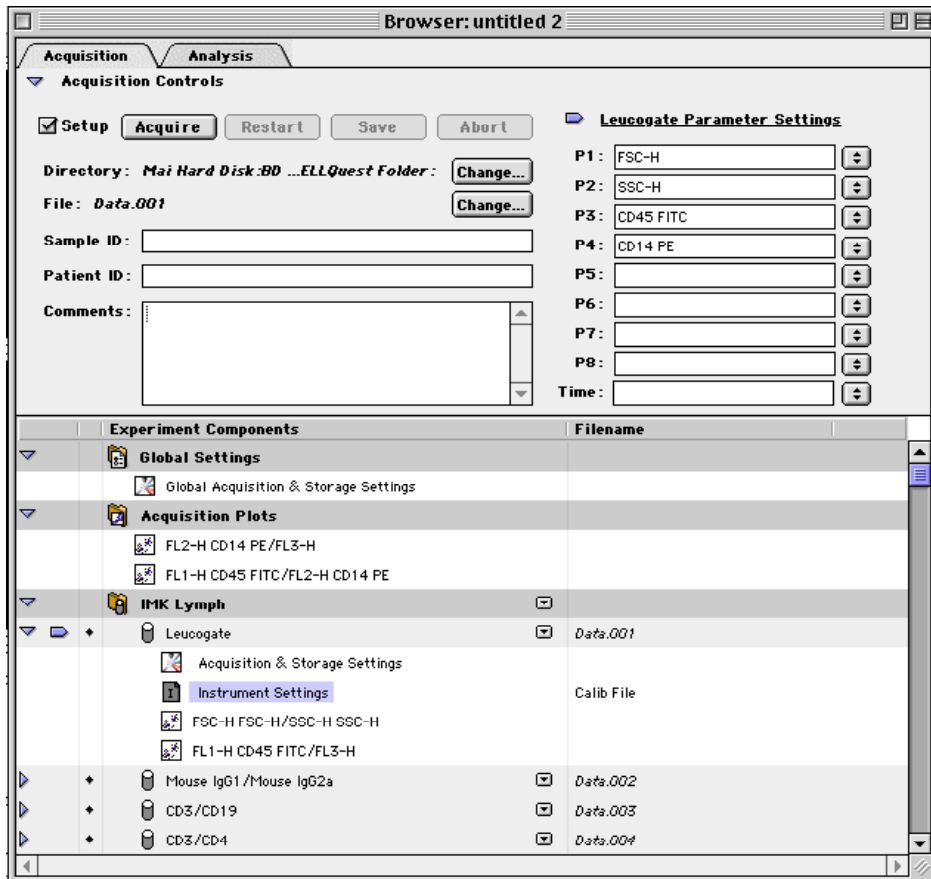 Browser: untitled 2
Acquisition
Analysis
Acquisition Controls
Setup
Acquire
Restart
Save
Abort
Directory: Mai Hard Disk:BD ...ELLQuest Folder:
Change...
File: Data.001
Change...
Sample ID:
Patient ID:
Comments:
Leucogate Parameter Settings
P1: FSC-H
P2: SSC-H
P3: CD45 FITC
P4: CD14 PE
P5:
P6:
P7:
P8:
Time:
Experiment Components Filename
Global Settings
Global Acquisition & Storage Settings
Acquisition Plots
FL2-H CD14 PE/FL3-H
FL1-H CD45 FITC/FL2-H CD14 PE
IMK Lymph
Leucogate Data.001
Acquisition & Storage Settings
Instrument Settings Calib File
FSC-H FSC-H/SSC-H SSC-H
FL1-H CD45 FITC/FL3-H
Mouse IgG1/Mouse IgG2a Data.002
CD3/CD19 Data.003
CD3/CD4 Data.004